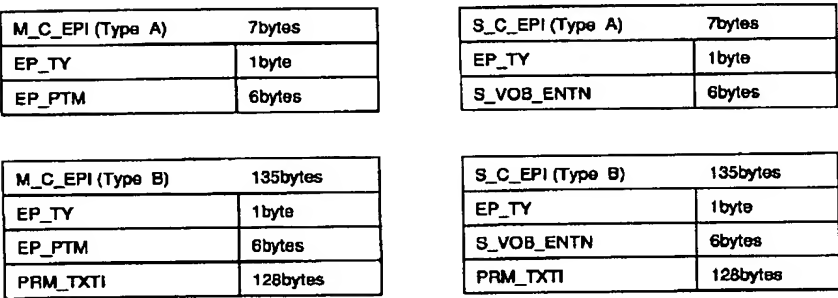 M_C_EPI (Type A) 7bytes
EP_TY 1byte
EP_PTM 6bytes
S_C_EPI (Type A) 7bytes
EP_TY 1byte
S_VOB_ENTN 6bytes
M_C_EPI (Type B) 135bytes
EP_TY 1byte
EP_PTM 6bytes
PRM_TXTI 128bytes
S_C_EPI (Type B) 135bytes
EP_TY 1byte
S_VOB_ENTN 6bytes
PRM_TXTI 128bytes